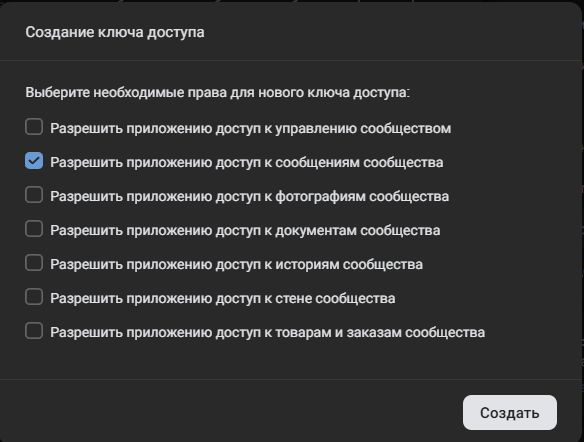 Создание ключа доступа
Выберите необходимые права для нового ключа доступа:
Разрешить приложению доступ к управлению сообществом
Разрешить приложению доступ к сообщениям сообщества
Разрешить приложению доступ к фотографиям сообщества
Разрешить приложению доступ к документам сообщества
Разрешить приложению доступ к историям сообщества
Разрешить приложению доступ к стене сообщества
Разрешить приложению доступ к товарам и заказам сообщества
Создать